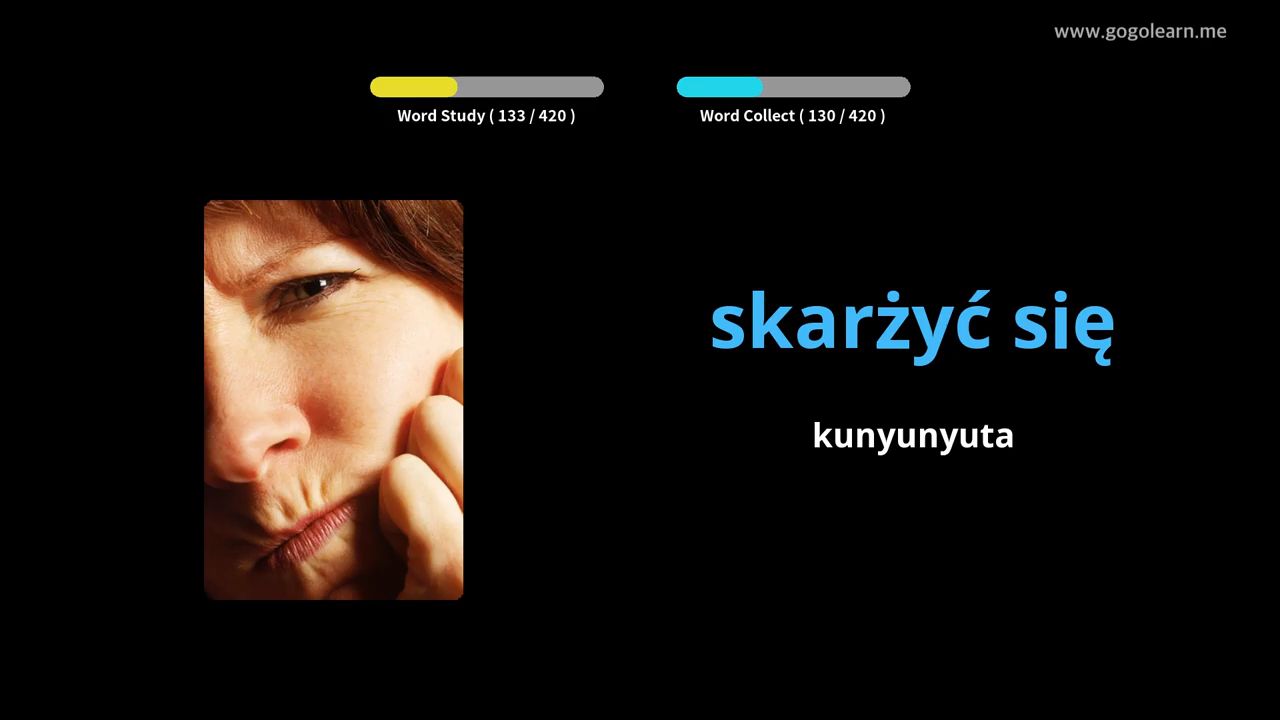 www.gogolearn.me
Word Study ( 133 / 420 )
Word Collect ( 130 / 420 )
skarżyć się
kunyunyuta